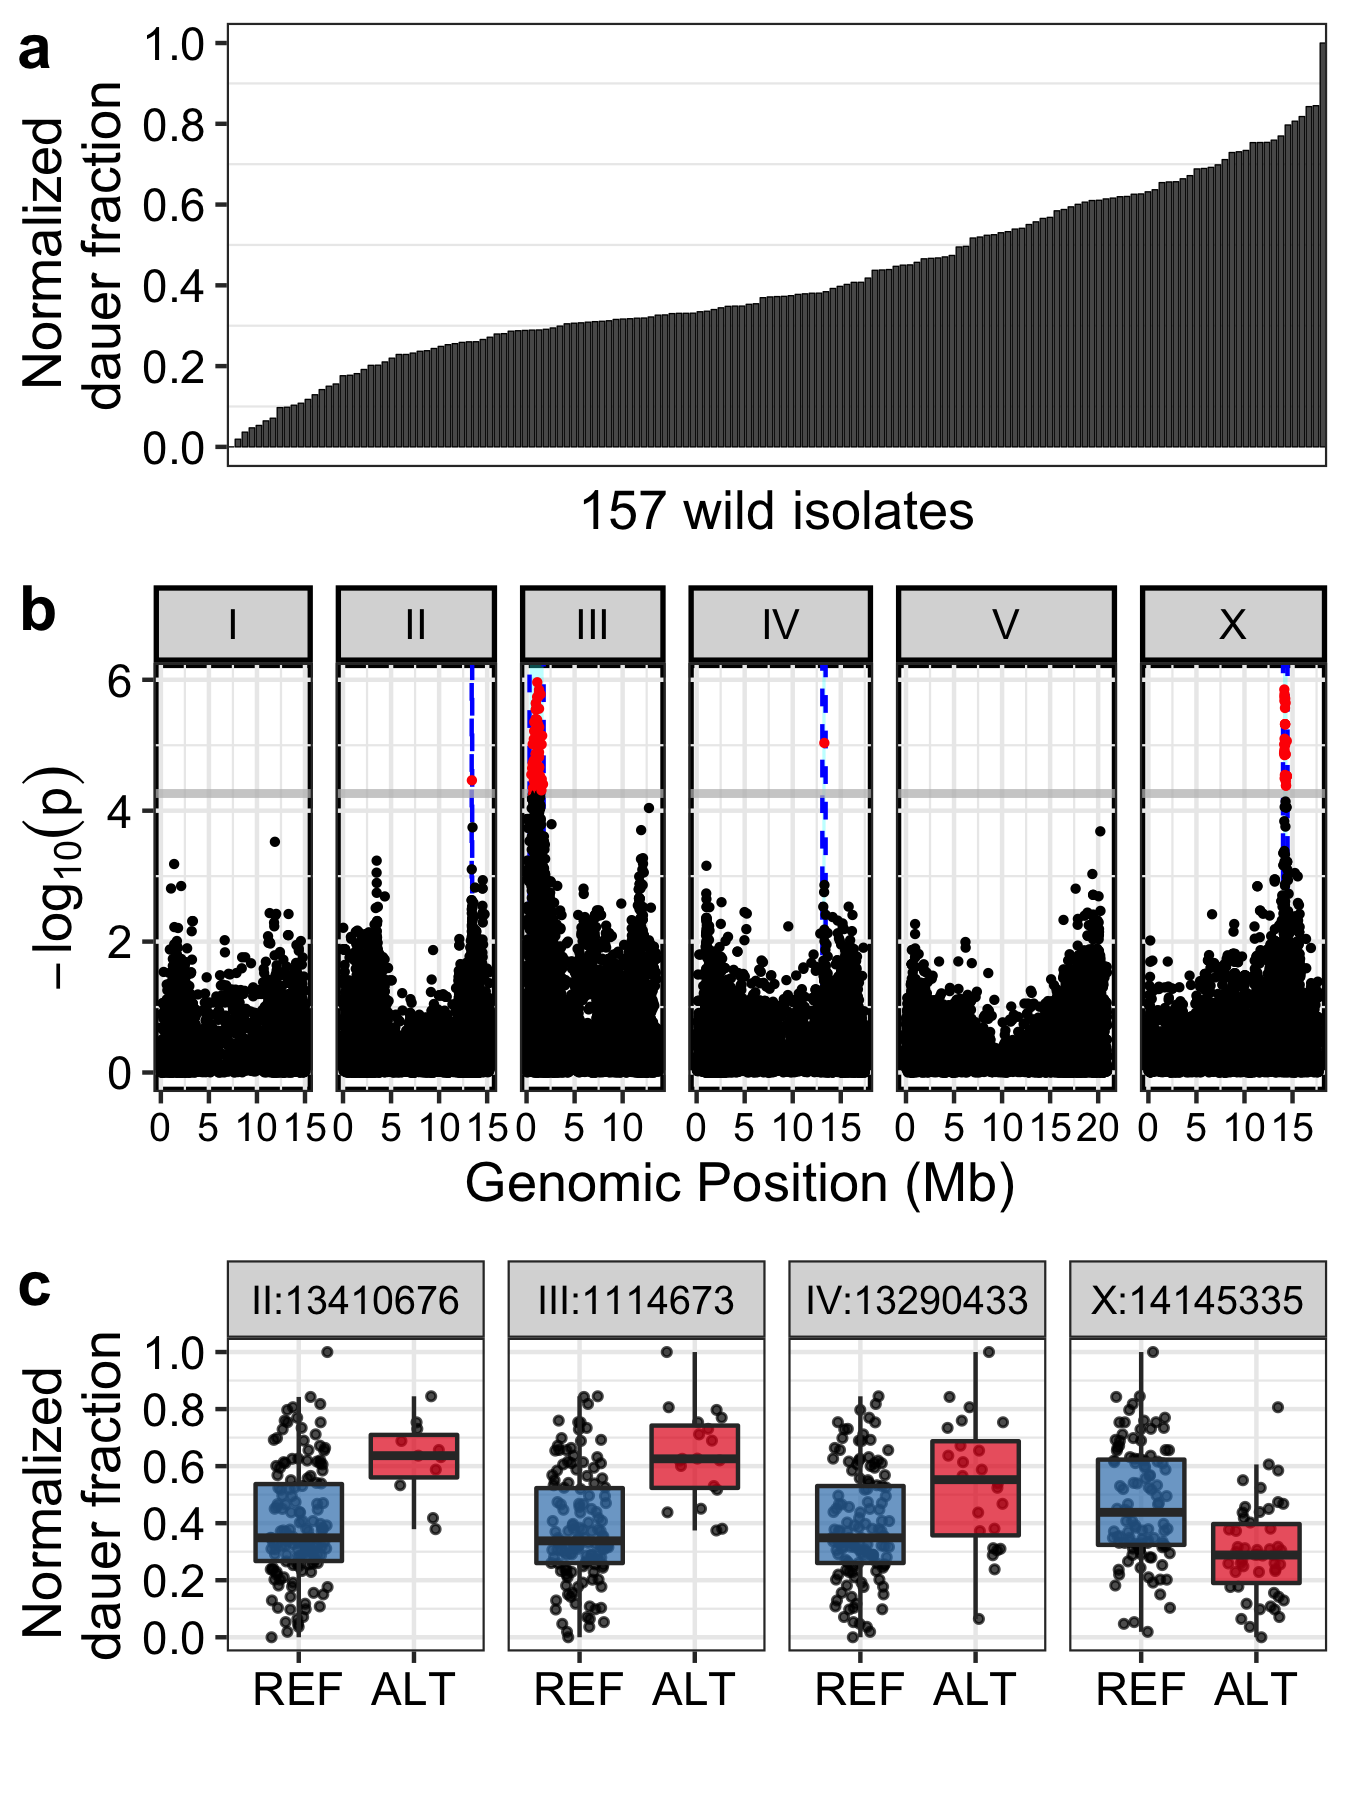 a
Normalized
dauer fraction
1.0
0.8
0.6
0.4
0.2
0.0
157 wild isolates
b
I II III IV V X
−log10(p)
6
4
2
0
0 5 10 15 0 5 10 15 0 5 10 0 5 10 15 0 5 10 15 20 0 5 10 15
Genomic Position (Mb)
c
II:13410676 III:1114673 IV:13290433 X:14145335
Normalized
dauer fraction
1.0
0.8
0.6
0.4
0.2
0.0
REF ALT REF ALT REF ALT REF ALT